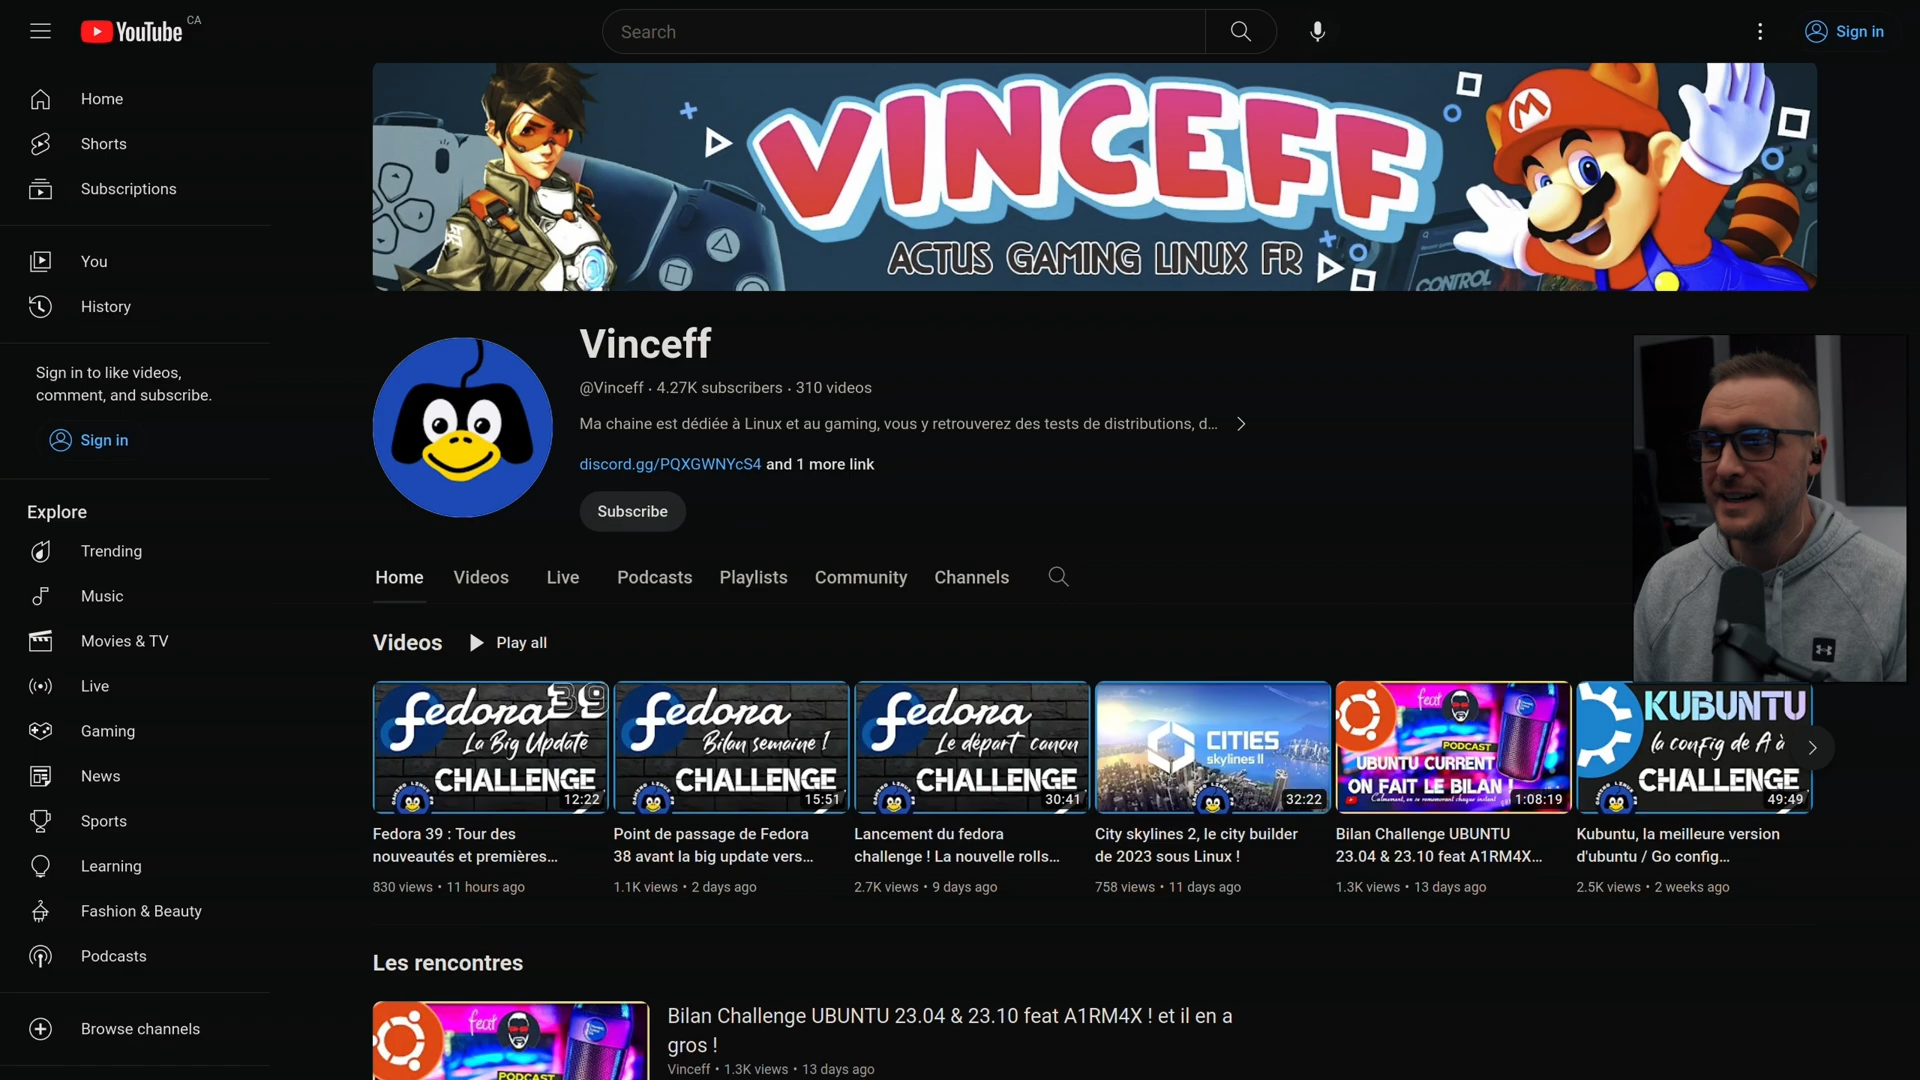 YouTube CA
Search
Sign in
Home
Shorts
Subscriptions
You
History
Sign in to like videos,
comment, and subscribe.
Sign in
Explore
Trending
Music
Movies & TV
Live
Gaming
News
Sports
Learning
Fashion & Beauty
Podcasts
Browse channels
VINCEFF
ACTUS GAMING LINUX FR
CONTROL
M
Vinceff
@Vinceff • 4.27K subscribers • 310 videos
Ma chaine est dédiée à Linux et au gaming, vous y retrouverez des tests de distributions, d...
discord.gg/PQXGWNYcS4 and 1 more link
Subscribe
Home
Videos
Live
Podcasts
Playlists
Community
Channels
Videos
Play all
fedora 39
La Big Update
CHALLENGE
12:22
Fedora 39 : Tour des
nouveautés et premières...
830 views • 11 hours ago
fedora
Bilan semaine !
CHALLENGE
15:51
Point de passage de Fedora
38 avant la big update vers...
1.1K views • 2 days ago
fedora
Le départ canon
CHALLENGE
30:41
Lancement du fedora
challenge ! La nouvelle rolls...
2.7K views • 9 days ago
CITIES
skylines II
32:22
City skylines 2, le city builder
de 2023 sous Linux !
758 views • 11 days ago
feat
PODCAST
UBUNTU CURRENT
ON FAIT LE BILAN !
Calmement, en se remémorant chaque instant
1:08:19
Bilan Challenge UBUNTU
23.04 & 23.10 feat A1RM4X...
1.3K views • 13 days ago
KUBUNTU
la config de A à
CHALLENGE
49:49
Kubuntu, la meilleure version
d'ubuntu / Go config...
2.5K views • 2 weeks ago
Les rencontres
feat
PODCAST
Bilan Challenge UBUNTU 23.04 & 23.10 feat A1RM4X ! et il en a
gros !
Vinceff • 1.3K views • 13 days ago